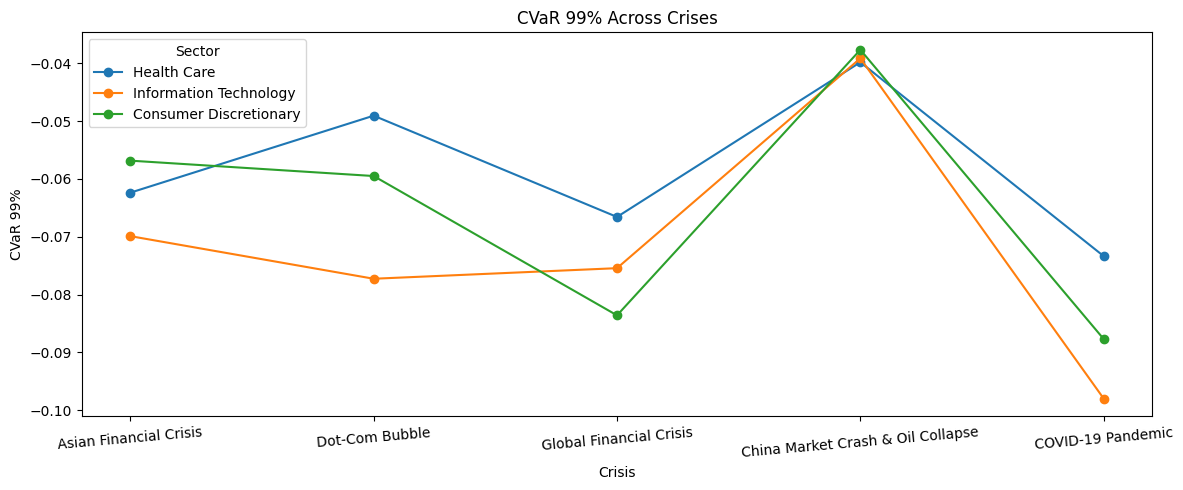 CVaR 99% Across Crises
Sector
Health Care
Information Technology
Consumer Discretionary
CVaR 99%
−0.04
−0.05
−0.06
−0.07
−0.08
−0.09
−0.10
Asian Financial Crisis
Dot-Com Bubble
Global Financial Crisis
China Market Crash & Oil Collapse
COVID-19 Pandemic
Crisis